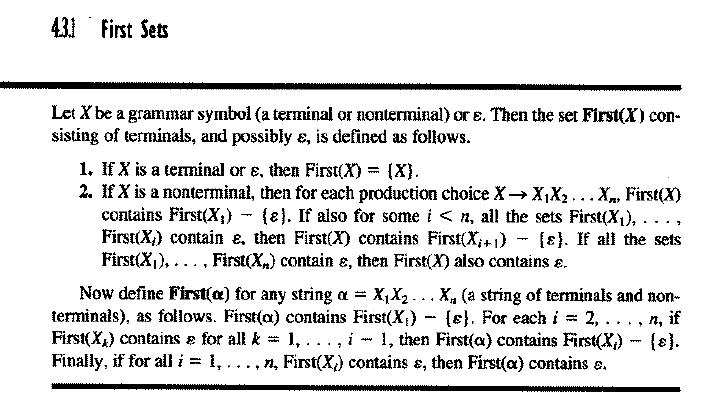 4.3.1 First Sets
Let X be a grammar symbol (a terminal or nonterminal) or ε. Then the set First(X) con-
sisting of terminals, and possibly ε, is defined as follows.
1. If X is a terminal or ε, then First(X) = {X}.
2. If X is a nonterminal, then for each production choice X → X₁X₂ . . . Xₙ, First(X)
contains First(X₁) − {ε}. If also for some i < n, all the sets First(X₁), . . . ,
First(Xᵢ) contain ε, then First(X) contains First(Xᵢ₊₁) − {ε}. If all the sets
First(X₁), . . . , First(Xₙ) contain ε, then First(X) also contains ε.
Now define First(α) for any string α = X₁X₂ . . . Xₙ (a string of terminals and non-
terminals), as follows. First(α) contains First(X₁) − {ε}. For each i = 2, . . . , n, if
First(Xₖ) contains ε for all k = 1, . . . , i − 1, then First(α) contains First(Xᵢ) − {ε}.
Finally, if for all i = 1, . . . , n, First(Xᵢ) contains ε, then First(α) contains ε.